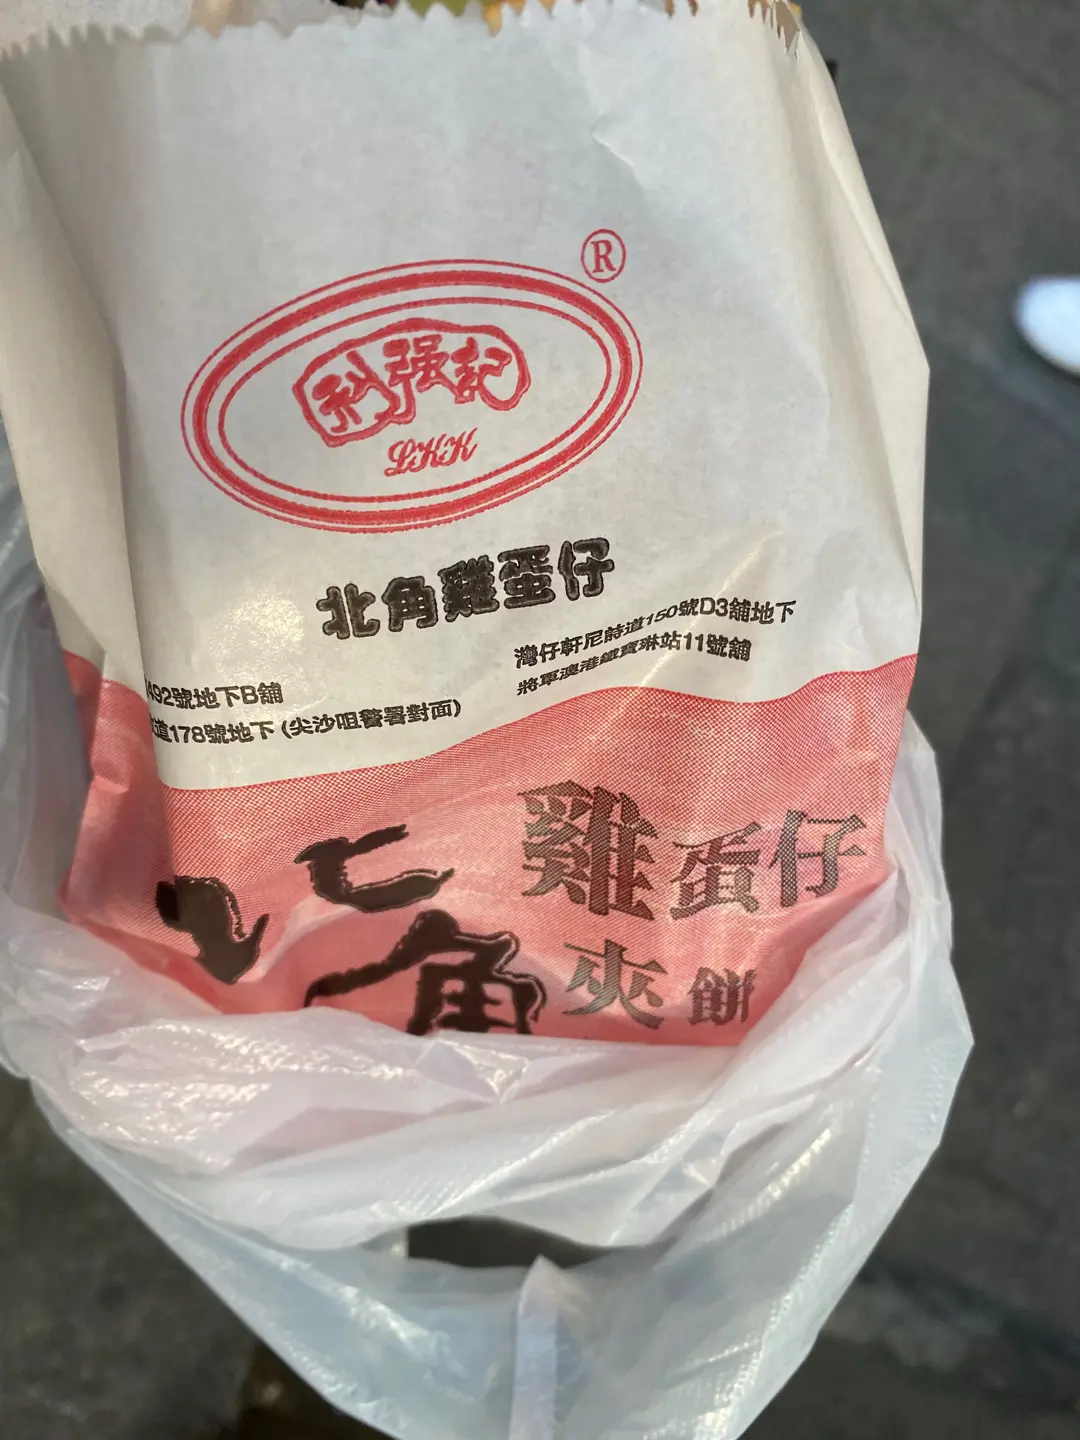 ®
利强記
LKK
北角雞蛋仔
灣仔軒尼詩道150號D3舖地下
將軍澳港鐵寶琳站11號舖
492號地下B舖
道178號地下 (尖沙咀警署對面)
雞蛋仔
夾餅
北角